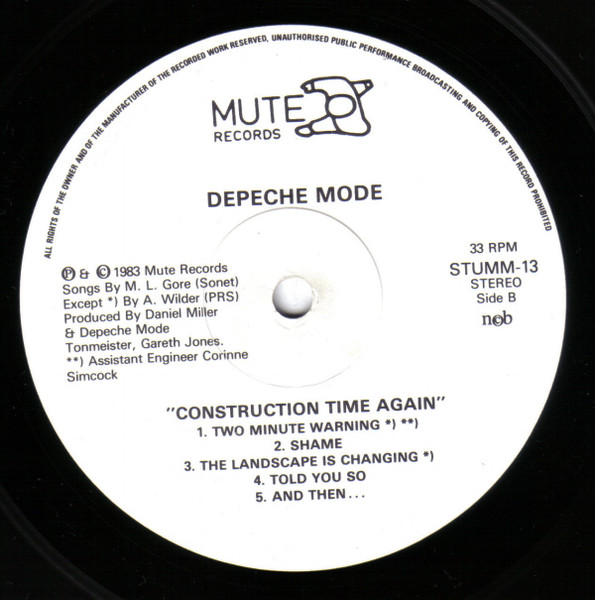 ALL RIGHTS OF THE OWNER AND OF THE MANUFACTURER OF THE RECORDED WORK RESERVED, UNAUTHORISED PUBLIC PERFORMANCE BROADCASTING AND COPYING OF THIS RECORD PROHIBITED
MUTE
RECORDS
DEPECHE MODE
℗ & © 1983 Mute Records
Songs By M. L. Gore (Sonet)
Except *) By A. Wilder (PRS)
Produced By Daniel Miller
& Depeche Mode
Tonmeister, Gareth Jones.
**) Assistant Engineer Corinne
Simcock
33 RPM
STUMM-13
STEREO
Side B
ncb
"CONSTRUCTION TIME AGAIN"
1. TWO MINUTE WARNING *) **)
2. SHAME
3. THE LANDSCAPE IS CHANGING *)
4. TOLD YOU SO
5. AND THEN...